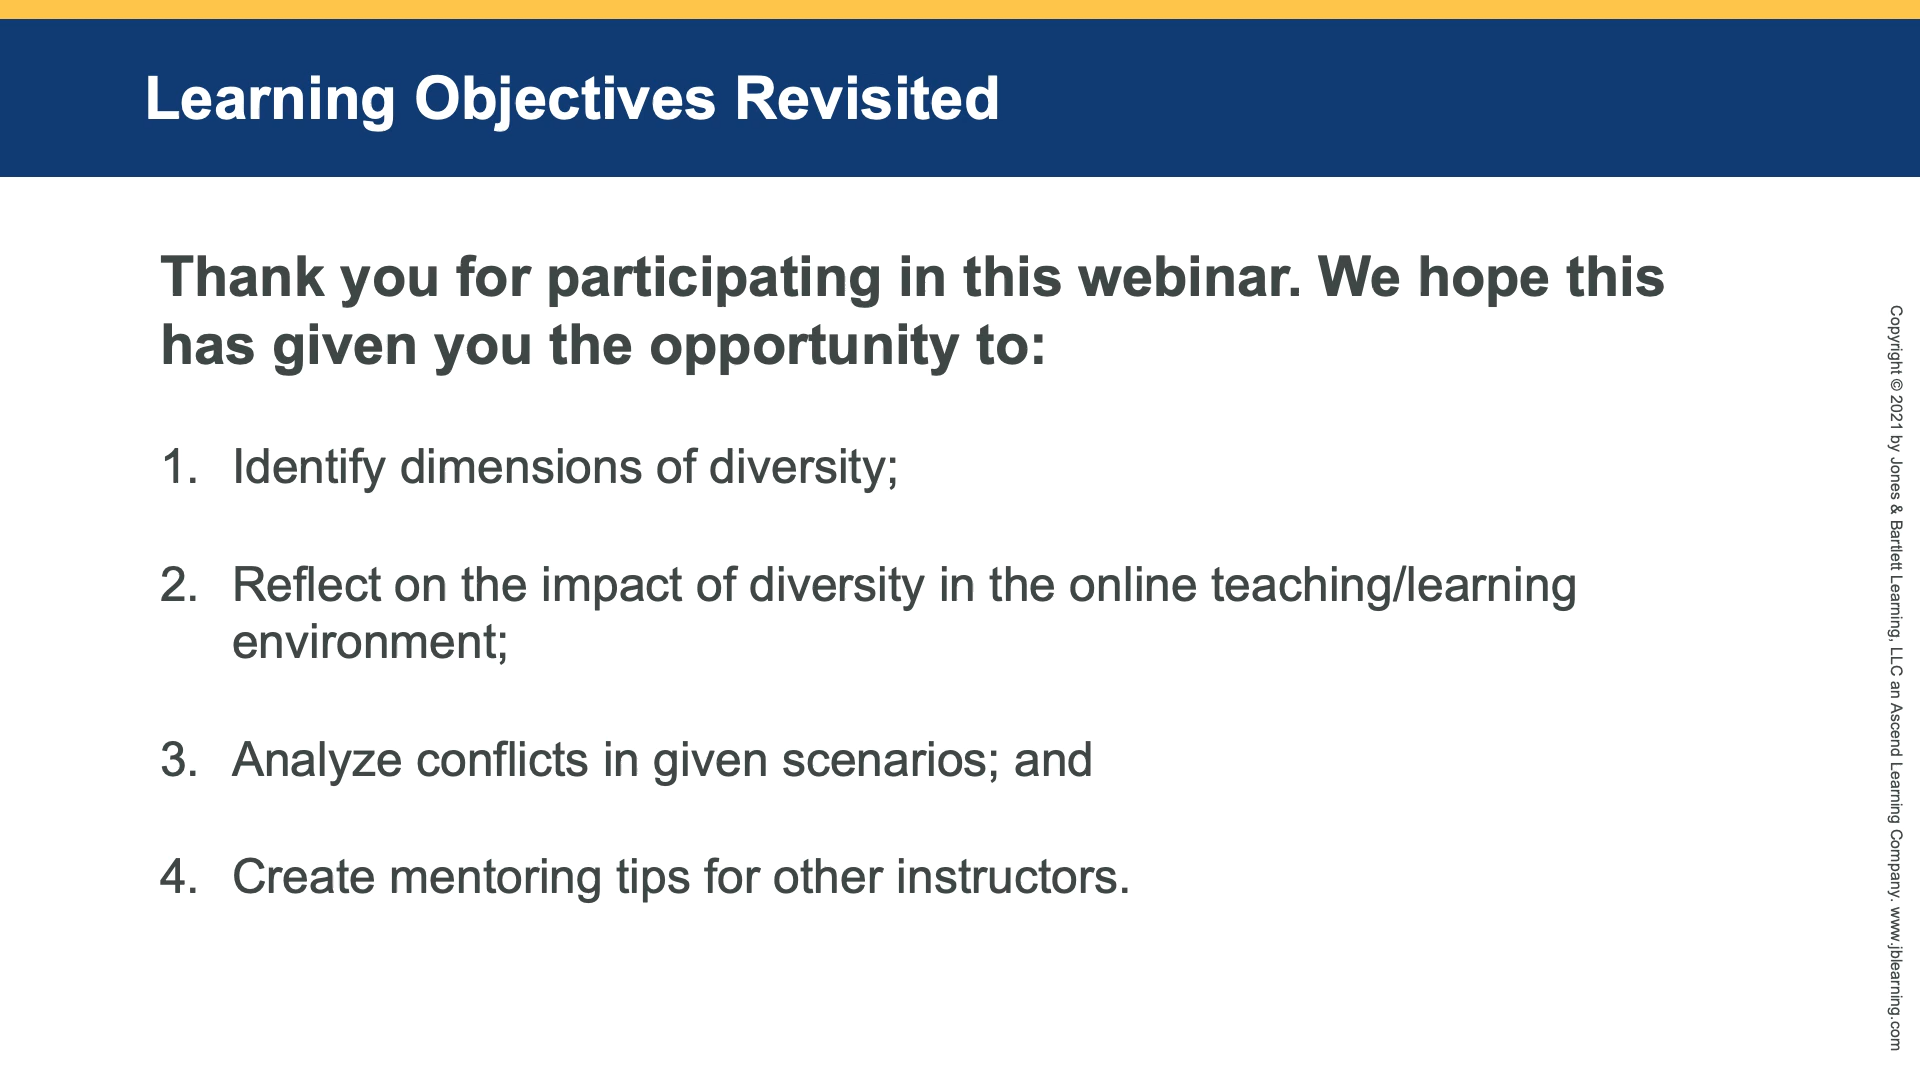 Learning Objectives Revisited
Thank you for participating in this webinar. We hope this
has given you the opportunity to:
1. Identify dimensions of diversity;
2. Reflect on the impact of diversity in the online teaching/learning
environment;
3. Analyze conflicts in given scenarios; and
4. Create mentoring tips for other instructors.
Copyright © 2021 by Jones & Bartlett Learning, LLC an Ascend Learning Company. www.jblearning.com